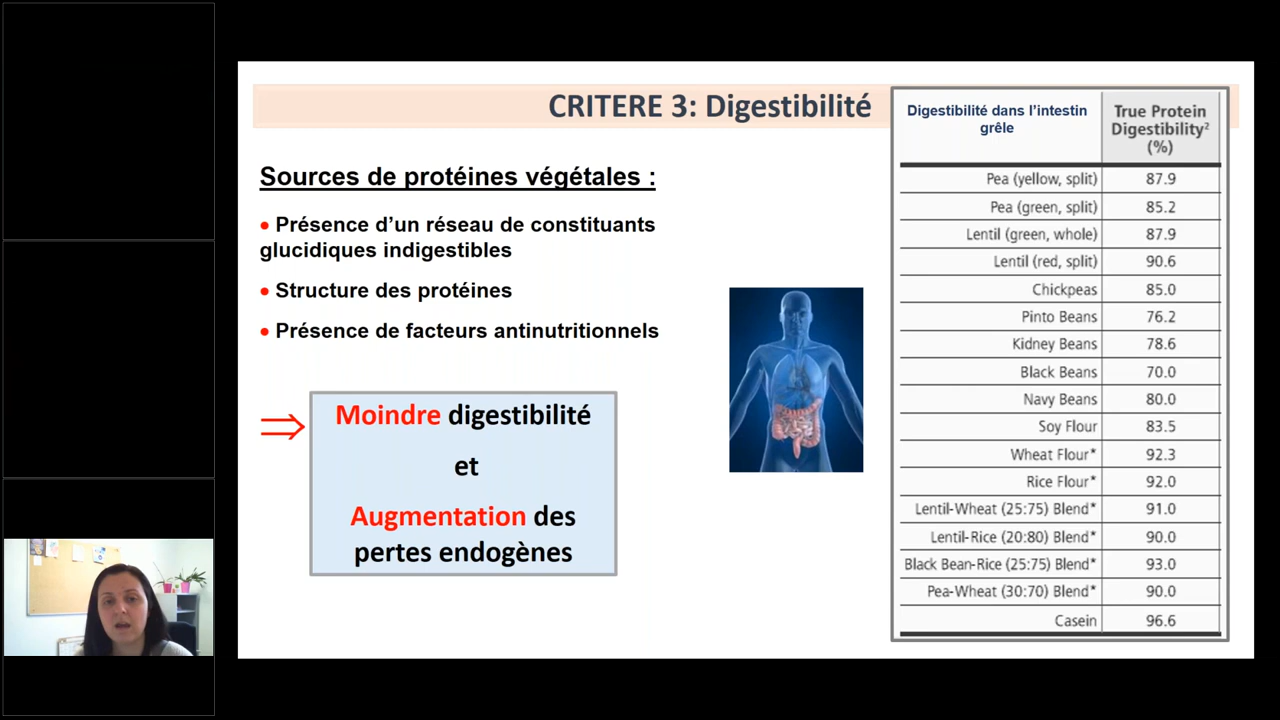 CRITERE 3: Digestibilité
Sources de protéines végétales :
• Présence d’un réseau de constituants
glucidiques indigestibles
• Structure des protéines
• Présence de facteurs antinutritionnels
⇒
Moindre digestibilité
et
Augmentation des
pertes endogènes
Digestibilité dans l’intestin
grêle
True Protein
Digestibility²
(%)
Pea (yellow, split) 87.9
Pea (green, split) 85.2
Lentil (green, whole) 87.9
Lentil (red, split) 90.6
Chickpeas 85.0
Pinto Beans 76.2
Kidney Beans 78.6
Black Beans 70.0
Navy Beans 80.0
Soy Flour 83.5
Wheat Flour* 92.3
Rice Flour* 92.0
Lentil-Wheat (25:75) Blend* 91.0
Lentil-Rice (20:80) Blend* 90.0
Black Bean-Rice (25:75) Blend* 93.0
Pea-Wheat (30:70) Blend* 90.0
Casein 96.6